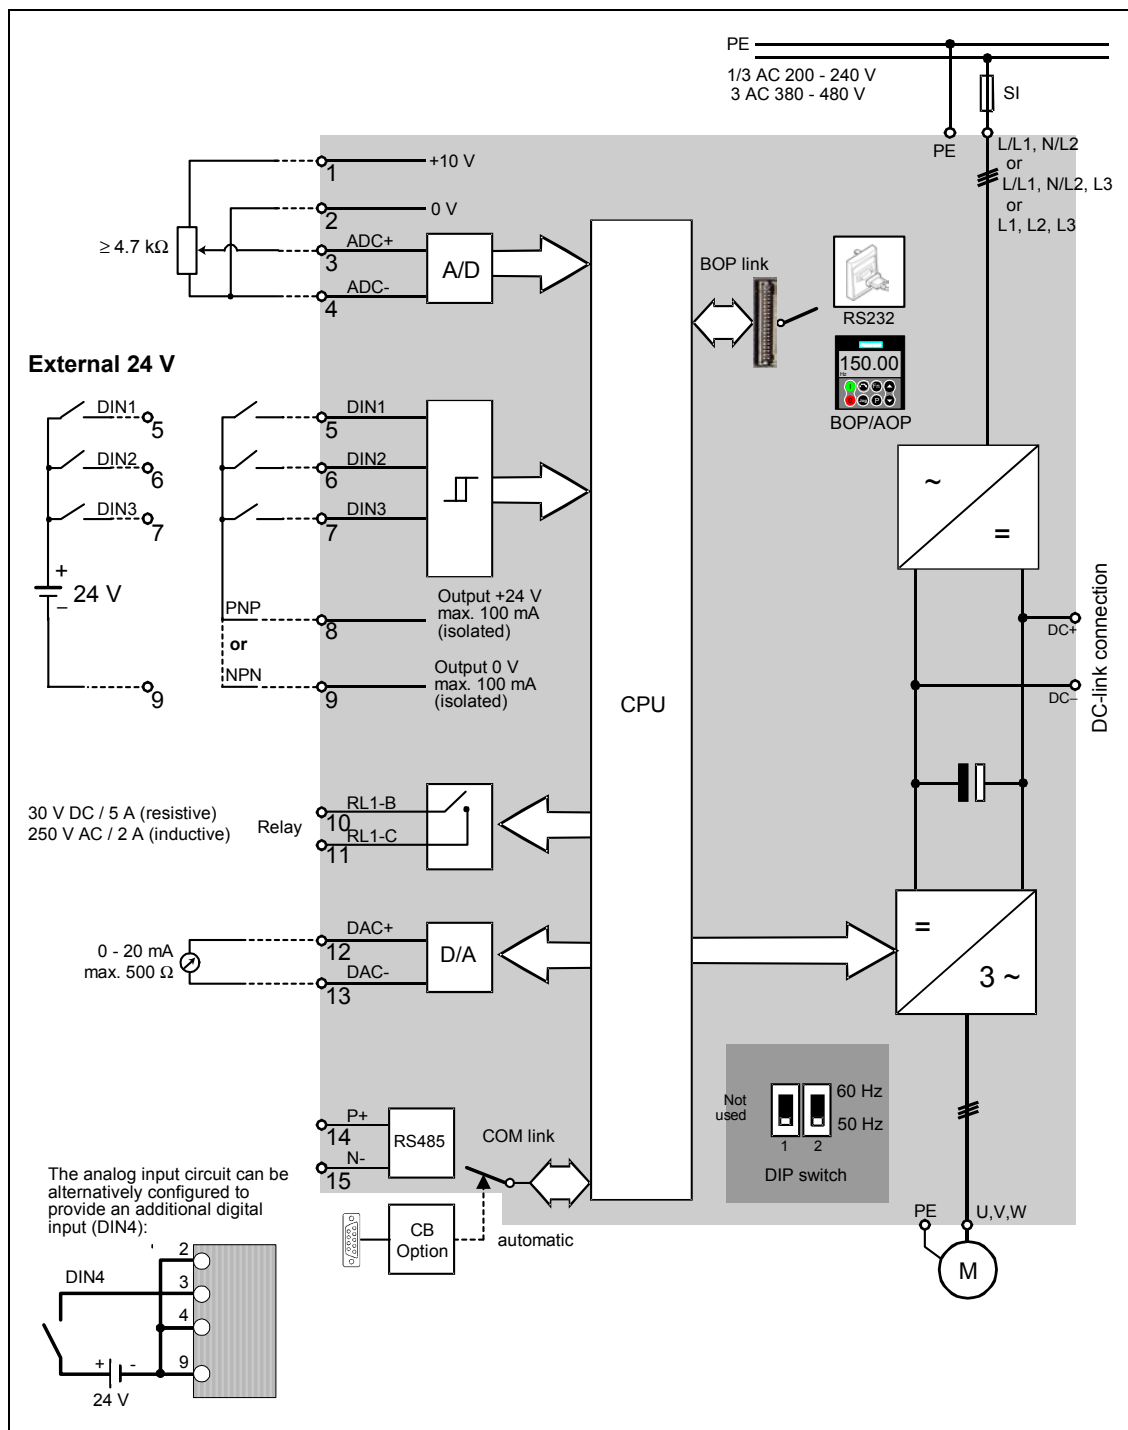 PE
1/3 AC 200 - 240 V
3 AC 380 - 480 V
SI
PE
L/L1, N/L2
or
L/L1, N/L2, L3
or
L1, L2, L3
1
+10 V
2
0 V
≥ 4.7 kΩ
3
ADC+
4
ADC-
A/D
BOP link
RS232
150.00
Hz
BOP/AOP
External 24 V
DIN1
5
DIN2
6
DIN3
7
+
24 V
–
9
DIN1
5
DIN2
6
DIN3
7
PNP
8
or
NPN
9
Output +24 V
max. 100 mA
(isolated)
Output 0 V
max. 100 mA
(isolated)
CPU
~
=
DC+
DC–
DC-link connection
30 V DC / 5 A (resistive)
250 V AC / 2 A (inductive)
Relay
RL1-B
10
RL1-C
11
0 - 20 mA
max. 500 Ω
DAC+
12
DAC-
13
D/A
=
3 ~
P+
14
N-
15
RS485
COM link
CB
Option
automatic
Not
used
60 Hz
50 Hz
1
2
DIP switch
PE
U,V,W
M
The analog input circuit can be
alternatively configured to
provide an additional digital
input (DIN4):
2
DIN4
3
4
9
+
-
24 V